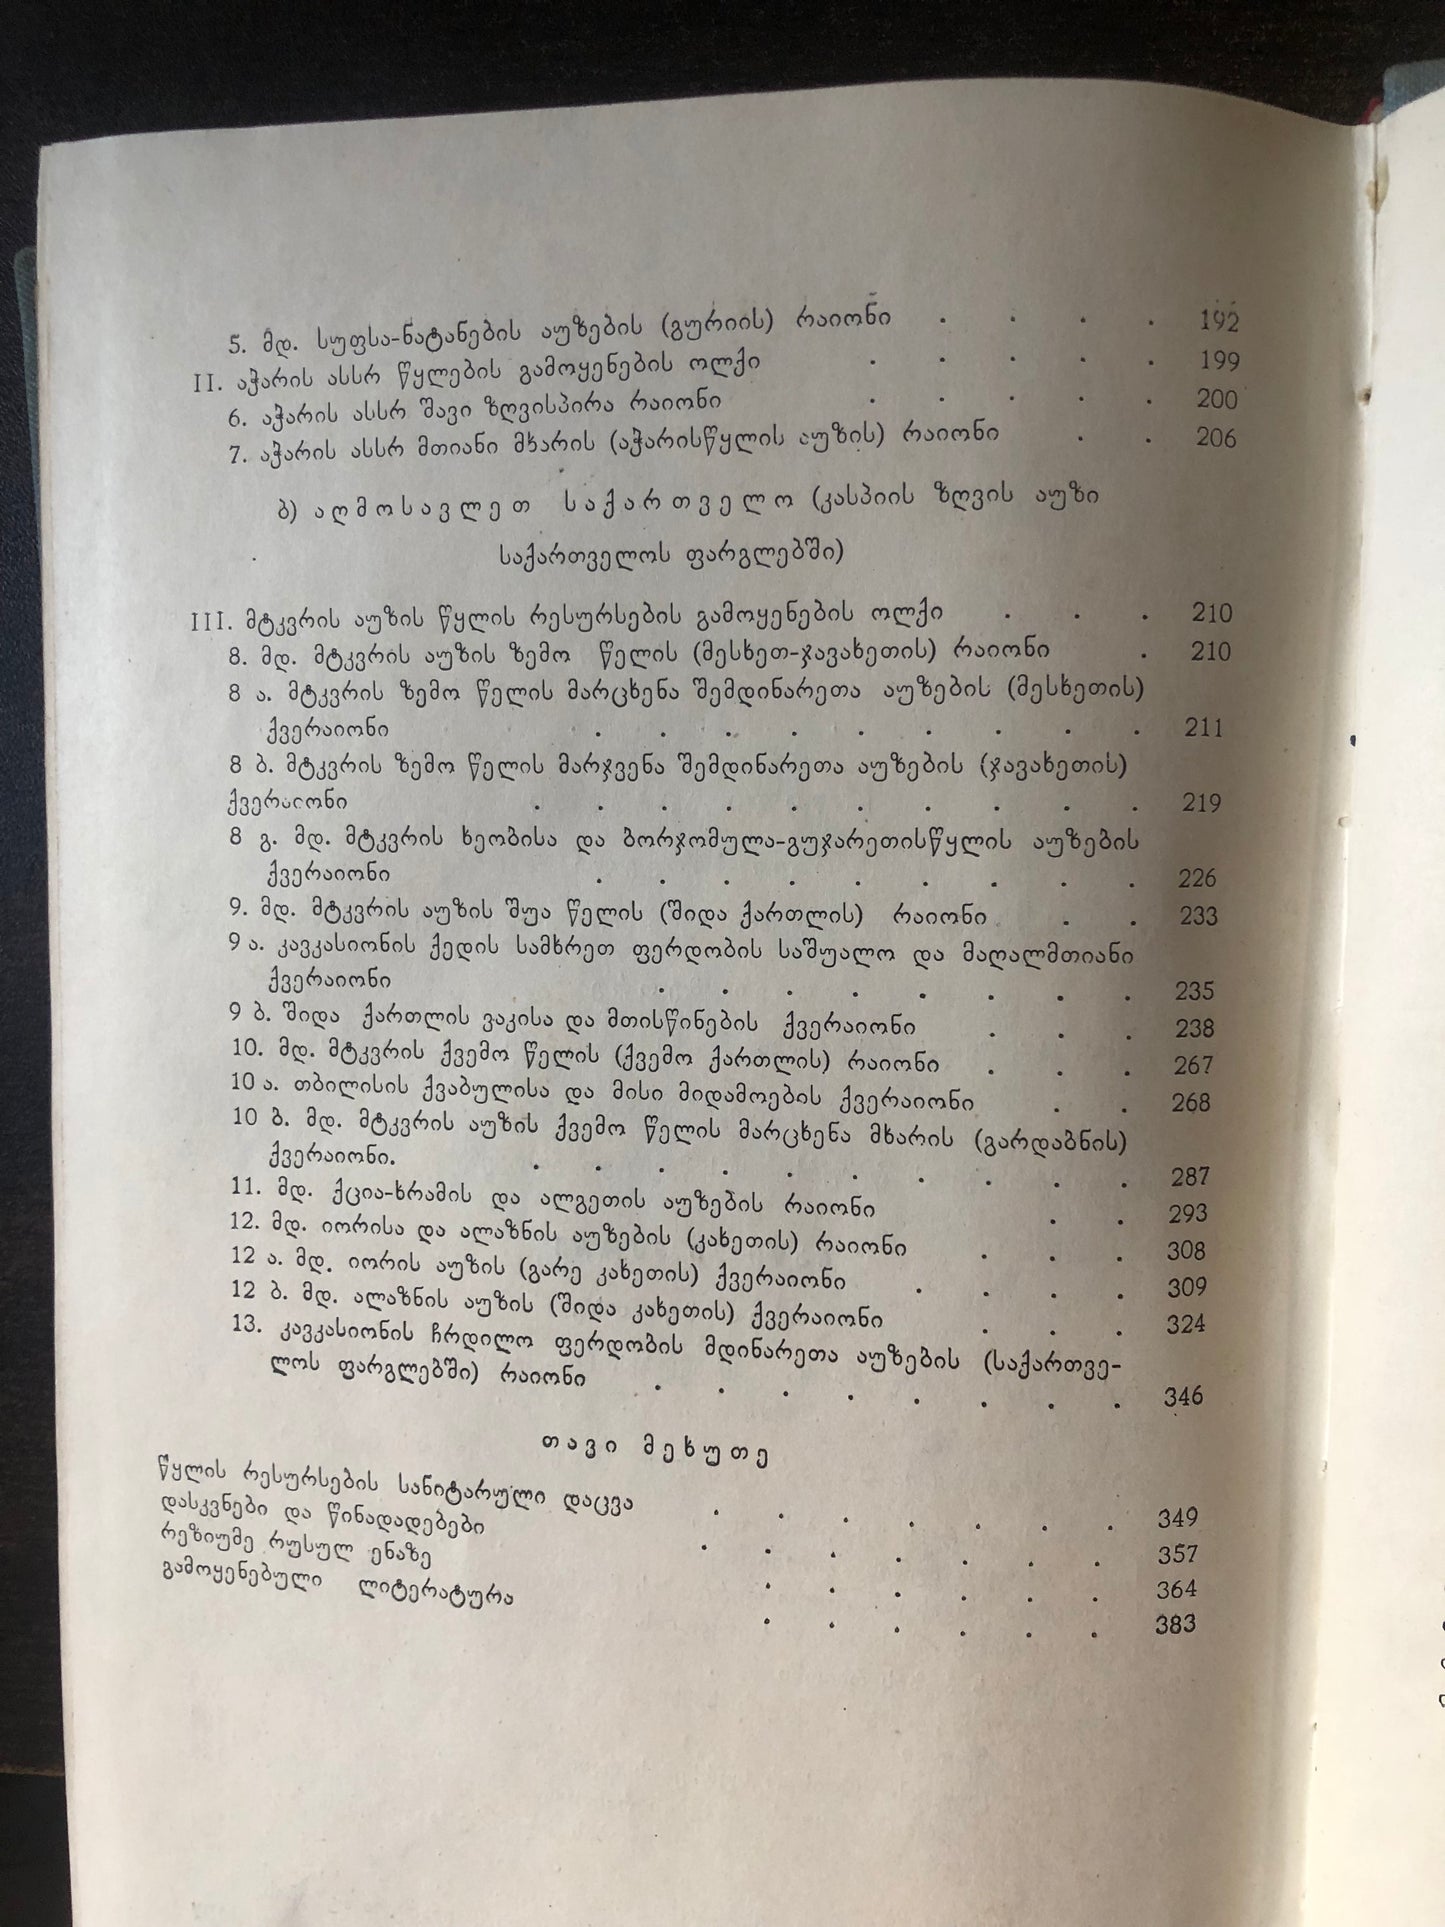 5. მდ. სუფსა-ნატანების აუზების (გურიის) რაიონი . . . . 192
II. აჭარის ასსრ წყლების გამოყენების ოლქი . . . . . 199
6. აჭარის ასსრ შავი ზღვისპირა რაიონი . . . . . 200
7. აჭარის ასსრ მთიანი მხარის (აჭარისწყლის აუზის) რაიონი . . 206
ბ) აღმოსავლეთ საქართველო (კასპიის ზღვის აუზი
საქართველოს ფარგლებში)
III. მტკვრის აუზის წყლის რესურსების გამოყენების ოლქი . . . 210
8. მდ. მტკვრის აუზის ზემო წელის (მესხეთ-ჯავახეთის) რაიონი . 210
8 ა. მტკვრის ზემო წელის მარცხენა შემდინარეთა აუზების (მესხეთის)
ქვერაიონი . . . . . . . . . 211
8 ბ. მტკვრის ზემო წელის მარჯვენა შემდინარეთა აუზების (ჯავახეთის)
ქვერაიონი . . . . . . . . . . 219
8 გ. მდ. მტკვრის ხეობისა და ბორჯომულა-გუჯარეთისწყლის აუზების
ქვერაიონი . . . . . . . . . 226
9. მდ. მტკვრის აუზის შუა წელის (შიდა ქართლის) რაიონი . . 233
9 ა. კავკასიონის ქედის სამხრეთ ფერდობის საშუალო და მაღალმთიანი
ქვერაიონი . . . . . . . . 235
9 ბ. შიდა ქართლის ვაკისა და მთისწინების ქვერაიონი . . . 238
10. მდ. მტკვრის ქვემო წელის (ქვემო ქართლის) რაიონი . . . 267
10 ა. თბილისის ქვაბულისა და მისი მიდამოების ქვერაიონი . . 268
10 ბ. მდ. მტკვრის აუზის ქვემო წელის მარცხენა მხარის (გარდაბნის)
ქვერაიონი. . . . . . . . . . . 287
11. მდ. ქცია-ხრამის და ალგეთის აუზების რაიონი . . 293
12. მდ. იორისა და ალაზნის აუზების (კახეთის) რაიონი . . . 308
12 ა. მდ. იორის აუზის (გარე კახეთის) ქვერაიონი . . . . 309
12 ბ. მდ. ალაზნის აუზის (შიდა კახეთის) ქვერაიონი . . . 324
13. კავკასიონის ჩრდილო ფერდობის მდინარეთა აუზების (საქართვე-
ლოს ფარგლებში) რაიონი . . . . . . . . 346
თავი მეხუთე
წყლის რესურსების სანიტარული დაცვა . . . . . . . 349
დასკვნები და წინადადებები . . . . . . . 357
რეზიუმე რუსულ ენაზე . . . . . . 364
გამოყენებული ლიტერატურა . . . . . . 383